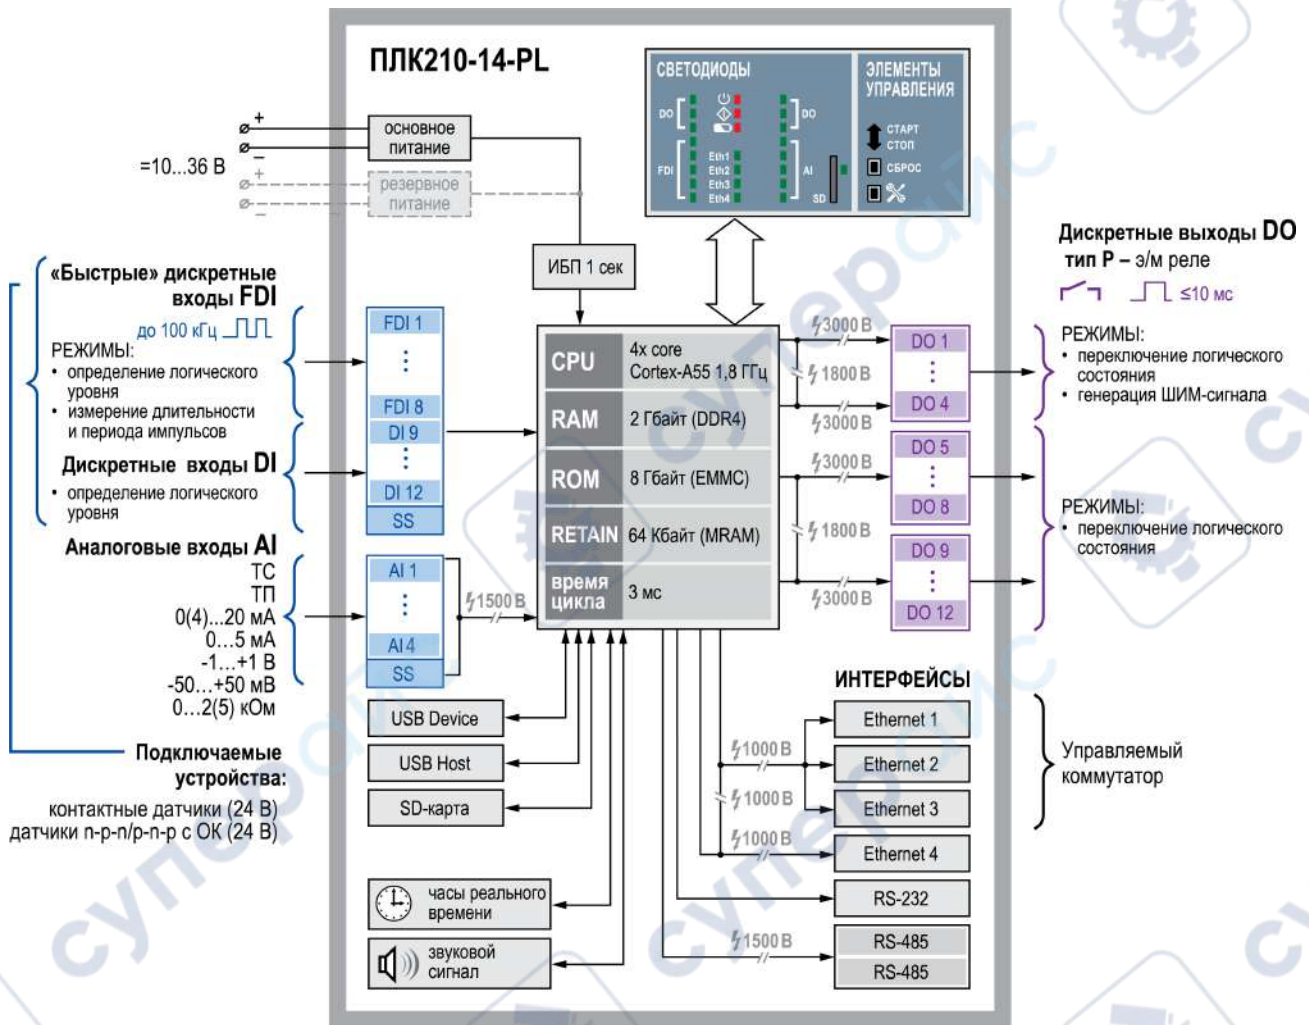 ПЛК210-14-PL
СВЕТОДИОДЫ
DO
DO
FDI
Eth1
Eth2
Eth3
Eth4
AI
SD
ЭЛЕМЕНТЫ
УПРАВЛЕНИЯ
СТАРТ
СТОП
СБРОС
+
–
=10...36 В
+
–
основное
питание
резервное
питание
ИБП 1 сек
«Быстрые» дискретные
входы FDI
до 100 кГц
РЕЖИМЫ:
• определение логического
уровня
• измерение длительности
и периода импульсов
Дискретные входы DI
• определение логического
уровня
Аналоговые входы AI
ТС
ТП
0(4)...20 мА
0...5 мА
-1...+1 В
-50...+50 мВ
0...2(5) кОм
Подключаемые
устройства:
контактные датчики (24 В)
датчики n-p-n/p-n-p с ОК (24 В)
FDI 1
FDI 8
DI 9
DI 12
SS
AI 1
AI 4
SS
1500 В
CPU
4x core
Cortex-A55 1,8 ГГц
RAM
2 Гбайт (DDR4)
ROM
8 Гбайт (EMMC)
RETAIN
64 Кбайт (MRAM)
время
цикла
3 мс
3000 В
1800 В
3000 В
3000 В
1800 В
3000 В
DO 1
DO 4
DO 5
DO 8
DO 9
DO 12
Дискретные выходы DO
тип Р – э/м реле
≤10 мс
РЕЖИМЫ:
• переключение логического
состояния
• генерация ШИМ-сигнала
РЕЖИМЫ:
• переключение логического
состояния
USB Device
USB Host
SD-карта
часы реального
времени
звуковой
сигнал
ИНТЕРФЕЙСЫ
1000 В
1000 В
1000 В
1500 В
Ethernet 1
Ethernet 2
Ethernet 3
Ethernet 4
RS-232
RS-485
RS-485
Управляемый
коммутатор
суперайс
суперайс